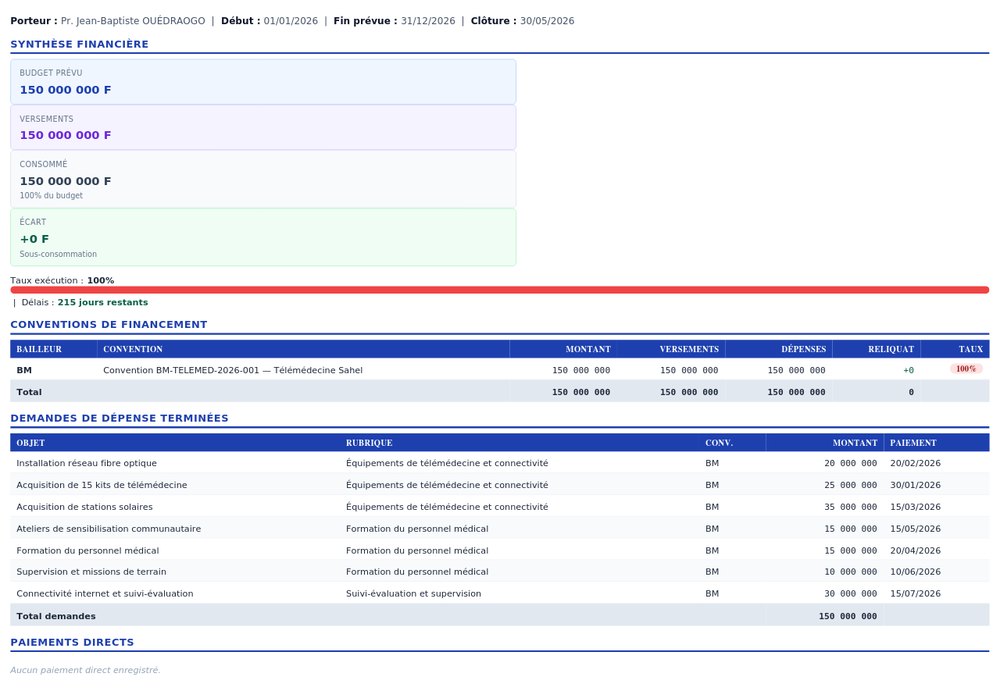 Porteur : Pr. Jean-Baptiste OUÉDRAOGO | Début : 01/01/2026 | Fin prévue : 31/12/2026 | Clôture : 30/05/2026
SYNTHÈSE FINANCIÈRE
BUDGET PRÉVU
150 000 000 F
VERSEMENTS
150 000 000 F
CONSOMMÉ
150 000 000 F
100% du budget
ÉCART
+0 F
Sous-consommation
Taux exécution : 100%
| Délais : 215 jours restants
CONVENTIONS DE FINANCEMENT
BAILLEUR CONVENTION MONTANT VERSEMENTS DÉPENSES RELIQUAT TAUX
BM Convention BM-TELEMED-2026-001 — Télémédecine Sahel 150 000 000 150 000 000 150 000 000 +0 100%
Total 150 000 000 150 000 000 150 000 000 0
DEMANDES DE DÉPENSE TERMINÉES
OBJET RUBRIQUE CONV. MONTANT PAIEMENT
Installation réseau fibre optique Équipements de télémédecine et connectivité BM 20 000 000 20/02/2026
Acquisition de 15 kits de télémédecine Équipements de télémédecine et connectivité BM 25 000 000 30/01/2026
Acquisition de stations solaires Équipements de télémédecine et connectivité BM 35 000 000 15/03/2026
Ateliers de sensibilisation communautaire Formation du personnel médical BM 15 000 000 15/05/2026
Formation du personnel médical Formation du personnel médical BM 15 000 000 20/04/2026
Supervision et missions de terrain Formation du personnel médical BM 10 000 000 10/06/2026
Connectivité internet et suivi-évaluation Suivi-évaluation et supervision BM 30 000 000 15/07/2026
Total demandes 150 000 000
PAIEMENTS DIRECTS
Aucun paiement direct enregistré.